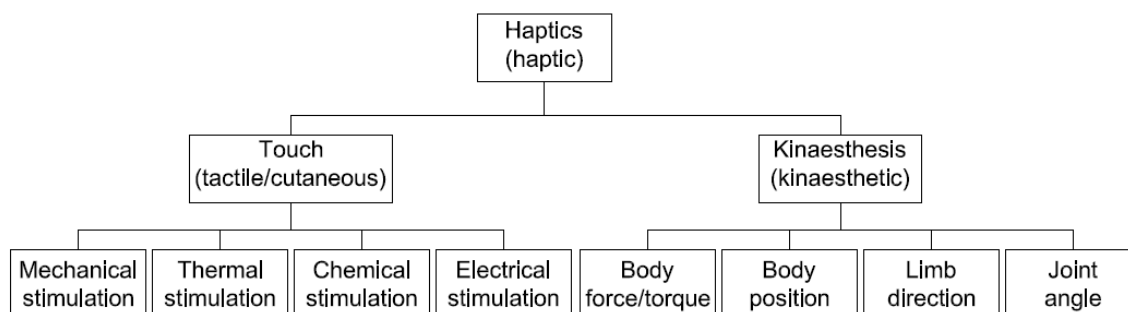 Haptics
(haptic)
Touch
(tactile/cutaneous)
Kinaesthesis
(kinaesthetic)
Mechanical
stimulation
Thermal
stimulation
Chemical
stimulation
Electrical
stimulation
Body
force/torque
Body
position
Limb
direction
Joint
angle